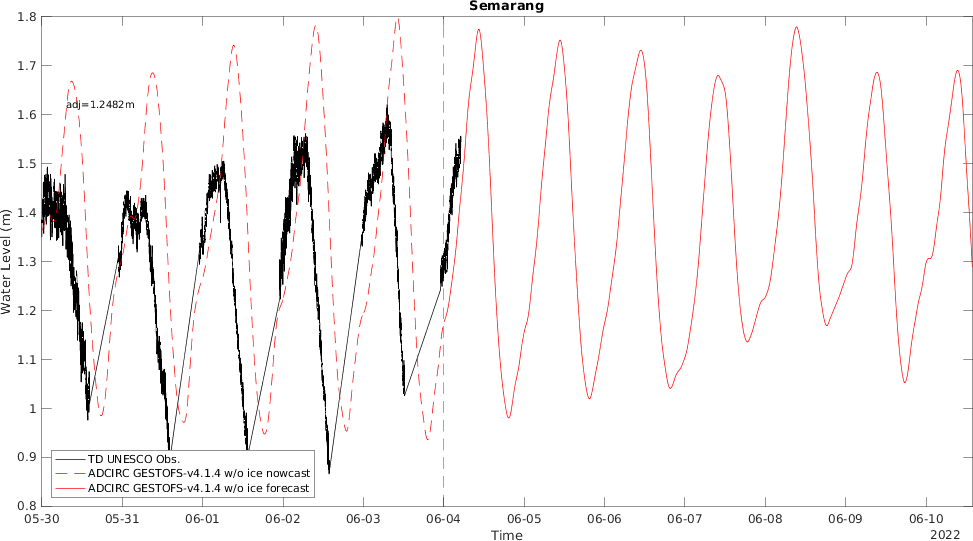 Semarang
1.8
1.7
1.6
1.5
1.4
1.3
1.2
1.1
1
0.9
0.8
Water Level (m)
adj=1.2482m
TD UNESCO Obs.
ADCIRC GESTOFS-v4.1.4 w/o ice nowcast
ADCIRC GESTOFS-v4.1.4 w/o ice forecast
05-30 05-31 06-01 06-02 06-03 06-04 06-05 06-06 06-07 06-08 06-09 06-10
Time
2022